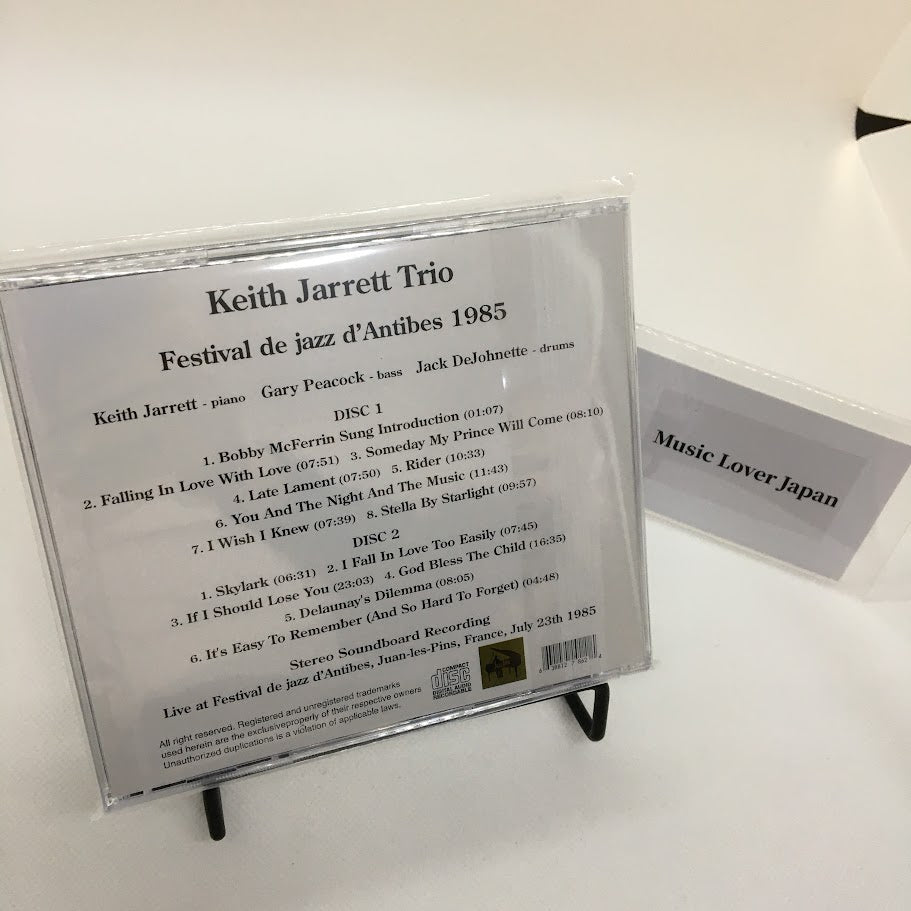 Keith Jarrett Trio
Festival de jazz d'Antibes 1985
Keith Jarrett - piano Gary Peacock - bass Jack DeJohnette - drums
DISC 1
1. Bobby McFerrin Sung Introduction (01:07)
2. Falling In Love With Love (07:51) 3. Someday My Prince Will Come (08:10)
4. Late Lament (07:50) 5. Rider (10:33)
6. You And The Night And The Music (11:43)
7. I Wish I Knew (07:39) 8. Stella By Starlight (09:57)
DISC 2
1. Skylark (06:31) 2. I Fall In Love Too Easily (07:45)
3. If I Should Lose You (23:03) 4. God Bless The Child (16:35)
5. Delaunay's Dilemma (08:05)
6. It's Easy To Remember (And So Hard To Forget) (04:48)
Stereo Soundboard Recording
Live at Festival de jazz d'Antibes, Juan-les-Pins, France, July 23th 1985
All right reserved. Registered and unregistered trademarks
used herein are the exclusiveproperty of their respective owners
Unauthorized duplications is a violation of applicable laws.
COMPACT
disc
DIGITAL AUDIO
RECORDABLE
Music Lover Japan